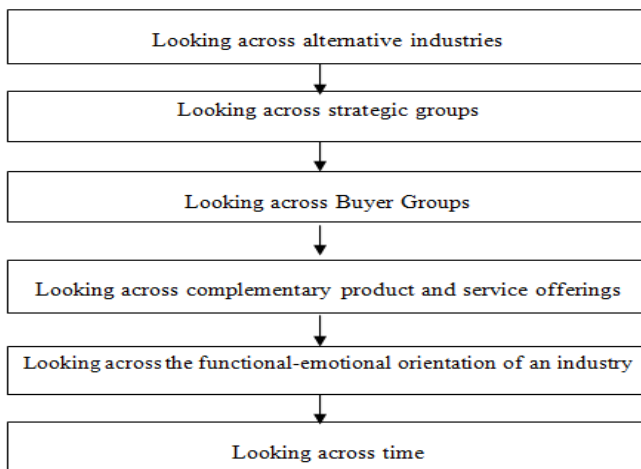 Looking across alternative industries
Looking across strategic groups
Looking across Buyer Groups
Looking across complementary product and service offerings
Looking across the functional-emotional orientation of an industry
Looking across time